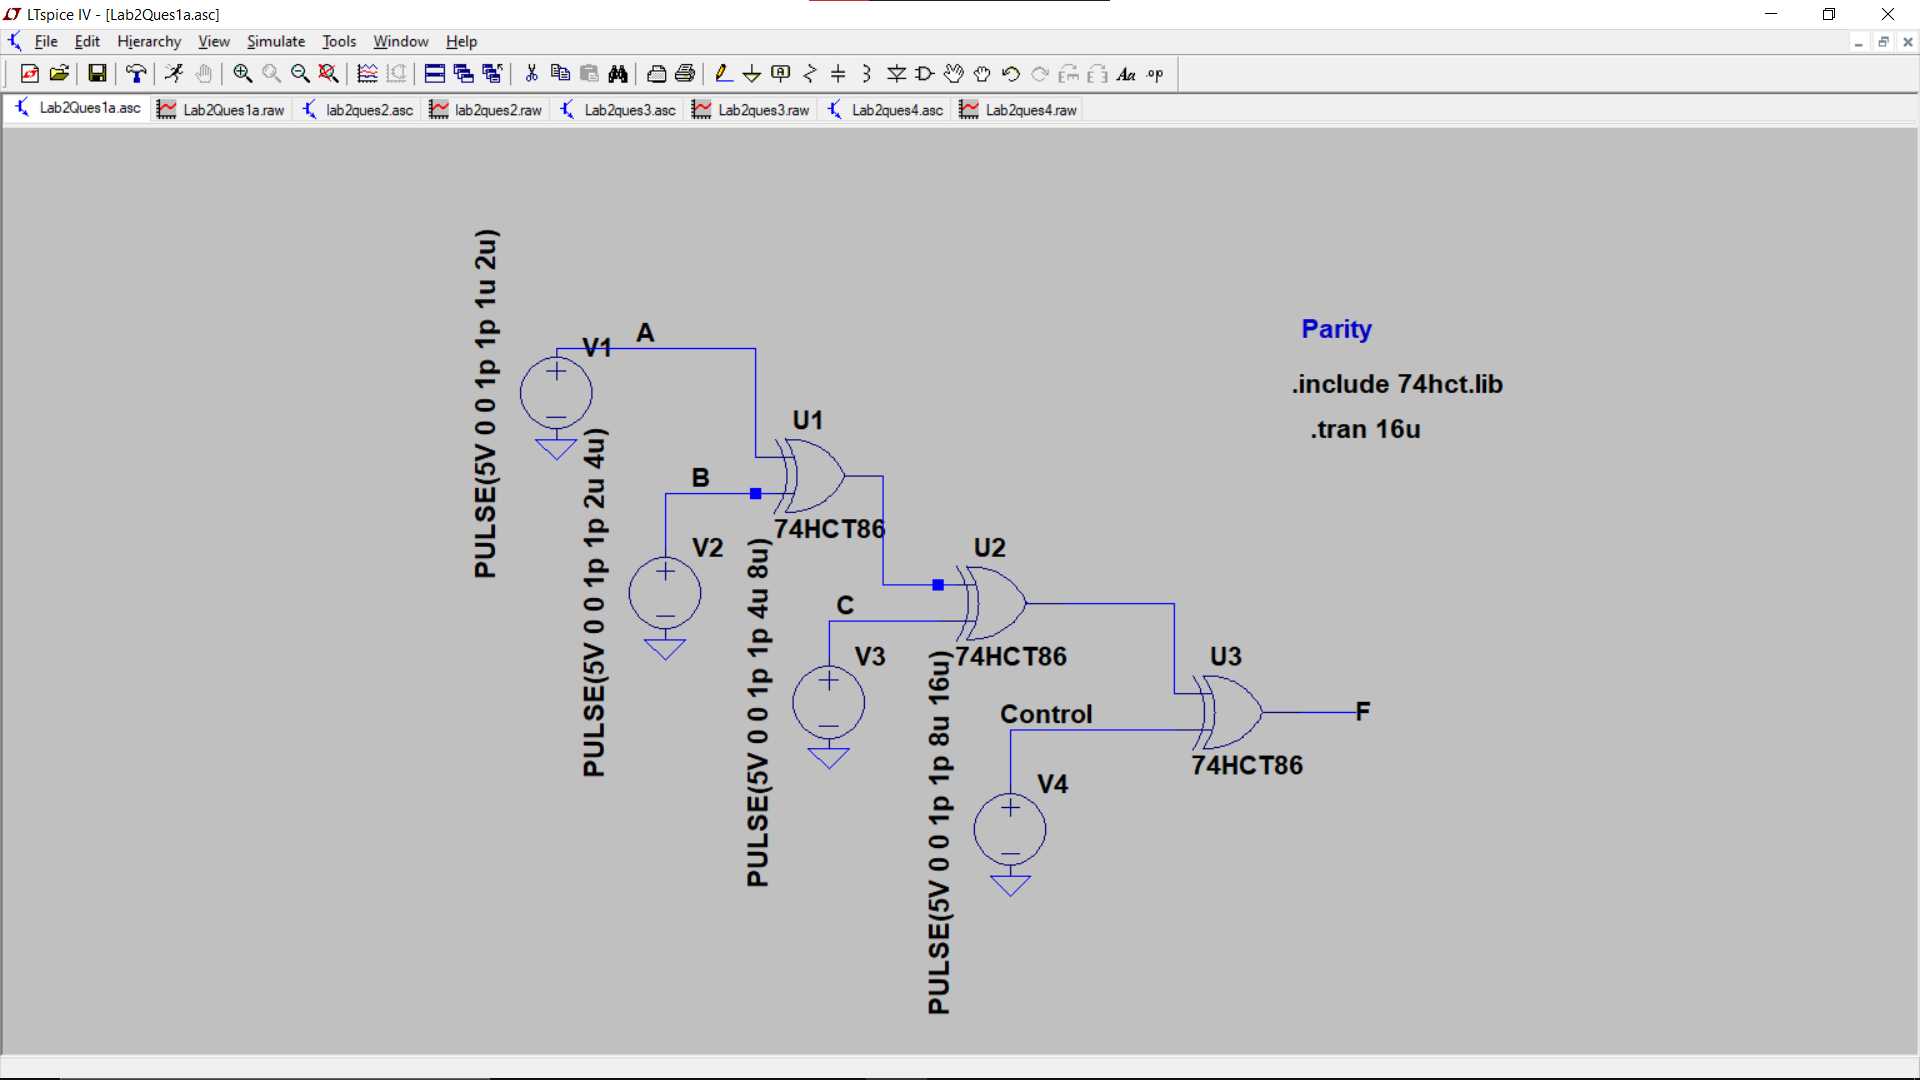 LTspice IV - [Lab2Ques1a.asc]
File Edit Hierarchy View Simulate Tools Window Help
Lab2Ques1a.asc Lab2Ques1a.raw lab2ques2.asc lab2ques2.raw Lab2ques3.asc Lab2ques3.raw Lab2ques4.asc Lab2ques4.raw
PULSE(5V 0 0 1p 1p 1u 2u)
V1
A
Parity
.include 74hct.lib
.tran 16u
U1
74HCT86
PULSE(5V 0 0 1p 1p 2u 4u)
B
V2
U2
74HCT86
PULSE(5V 0 0 1p 1p 4u 8u)
C
V3
U3
74HCT86
F
PULSE(5V 0 0 1p 1p 8u 16u)
Control
V4